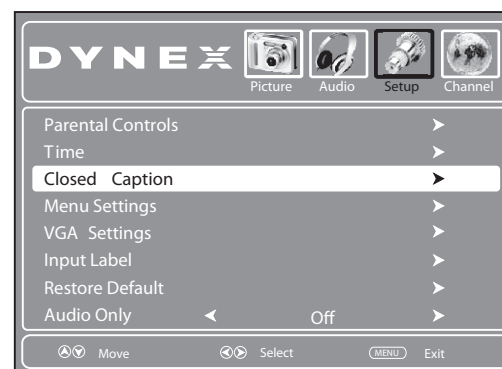 DYNEX
Picture Audio Setup Channel
Parental Controls
Time
Closed Caption
Menu Settings
VGA Settings
Input Label
Restore Default
Audio Only Off
Move Select MENU Exit